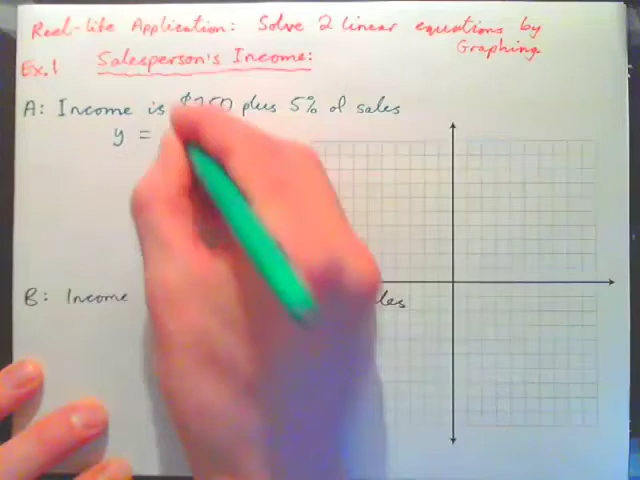 Real-life Application: Solve 2 linear equations by
Graphing
Ex.1 Salesperson's Income:
A: Income is plus 5% of sales
y =
B: Income